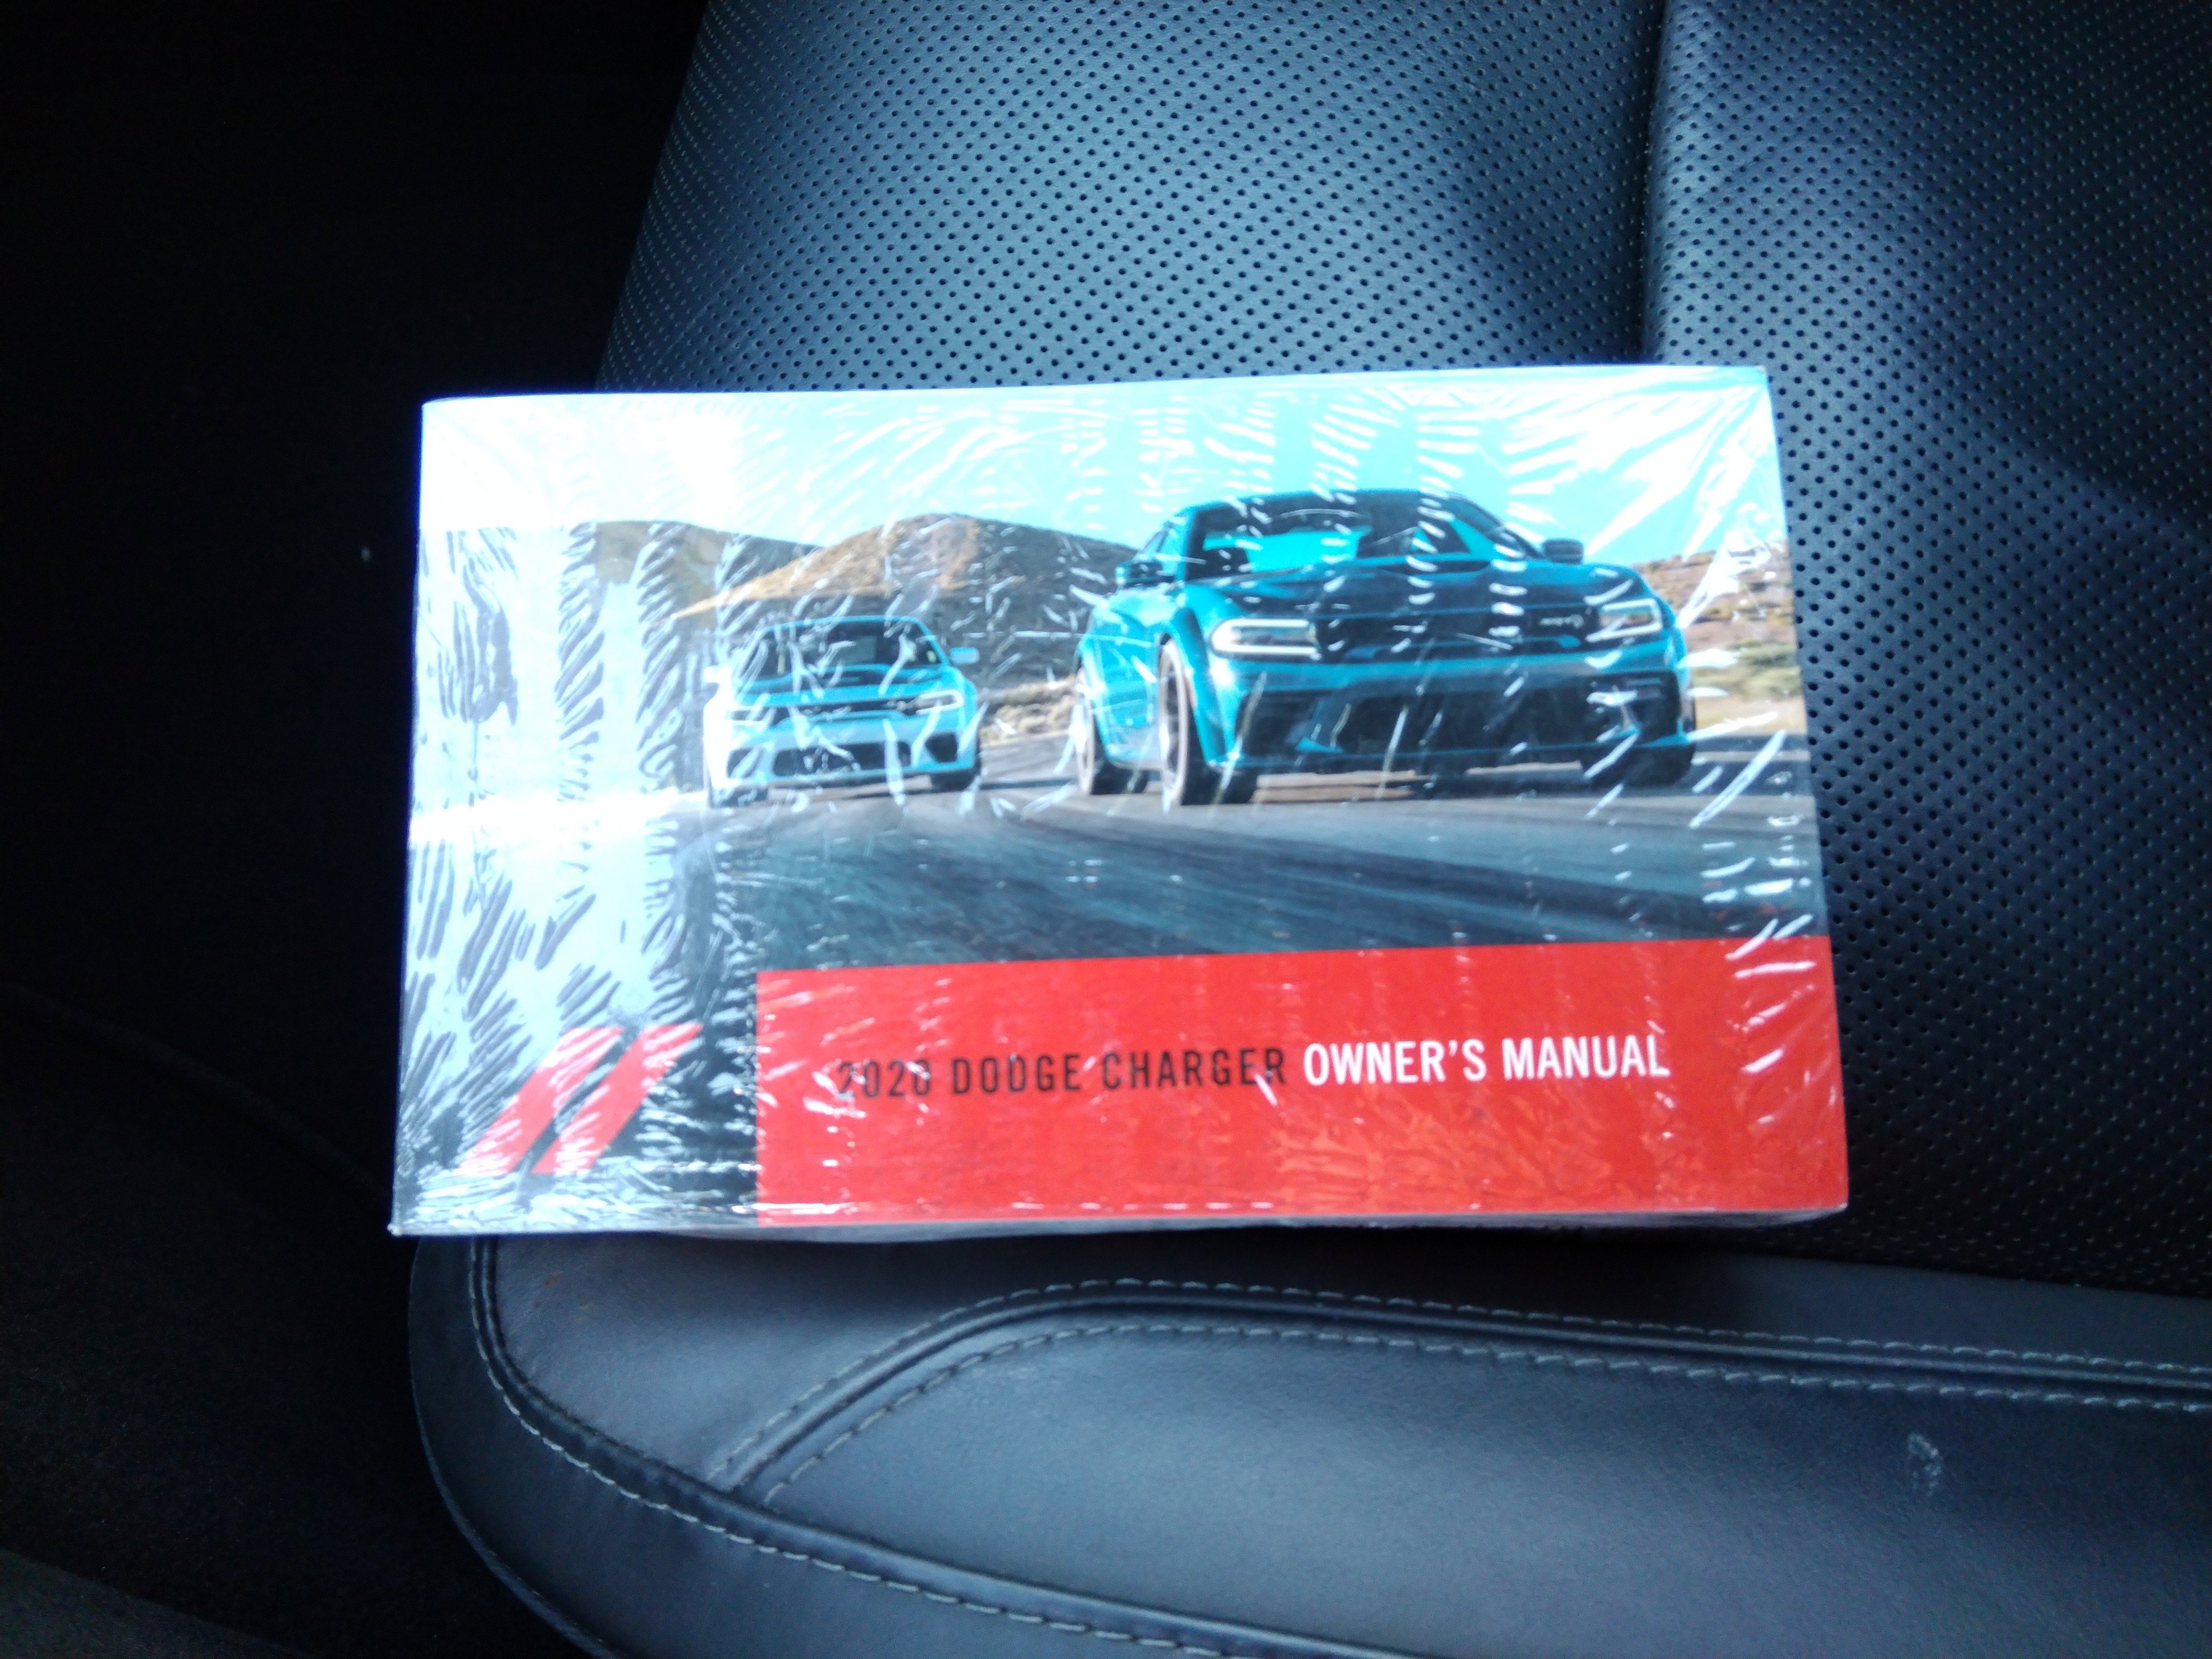 2020 DODGE CHARGER OWNER'S MANUAL